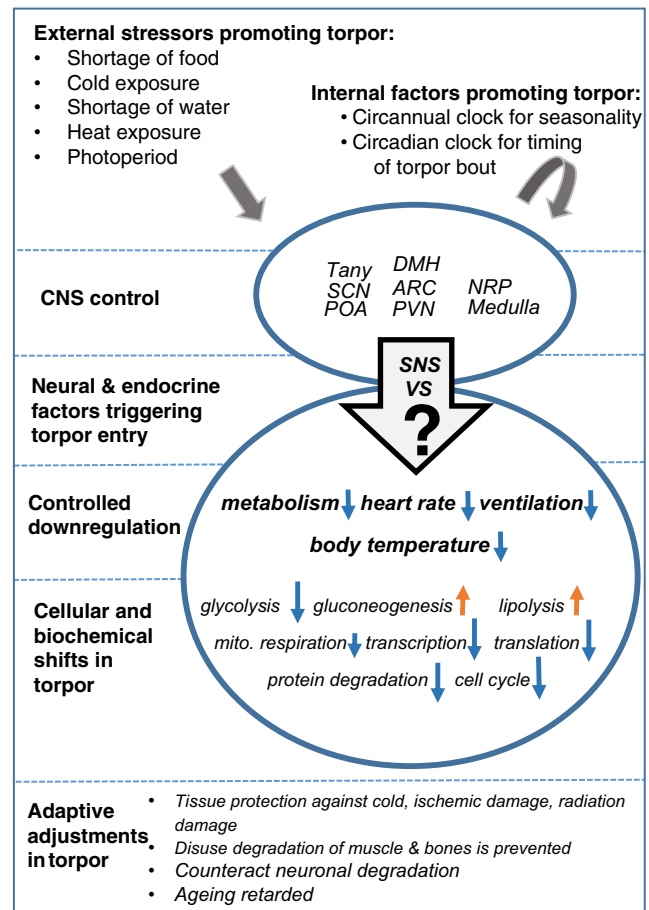 External stressors promoting torpor:
• Shortage of food
• Cold exposure
• Shortage of water
• Heat exposure
• Photoperiod
Internal factors promoting torpor:
• Circannual clock for seasonality
• Circadian clock for timing
of torpor bout
CNS control
Tany
SCN
POA
DMH
ARC
PVN
NRP
Medulla
Neural & endocrine
factors triggering
torpor entry
SNS
VS
?
Controlled
downregulation
metabolism heart rate ventilation
body temperature
Cellular and
biochemical
shifts in
torpor
glycolysis gluconeogenesis lipolysis
mito. respiration transcription translation
protein degradation cell cycle
Adaptive
adjustments
in torpor
• Tissue protection against cold, ischemic damage, radiation
damage
• Disuse degradation of muscle & bones is prevented
• Counteract neuronal degradation
• Ageing retarded